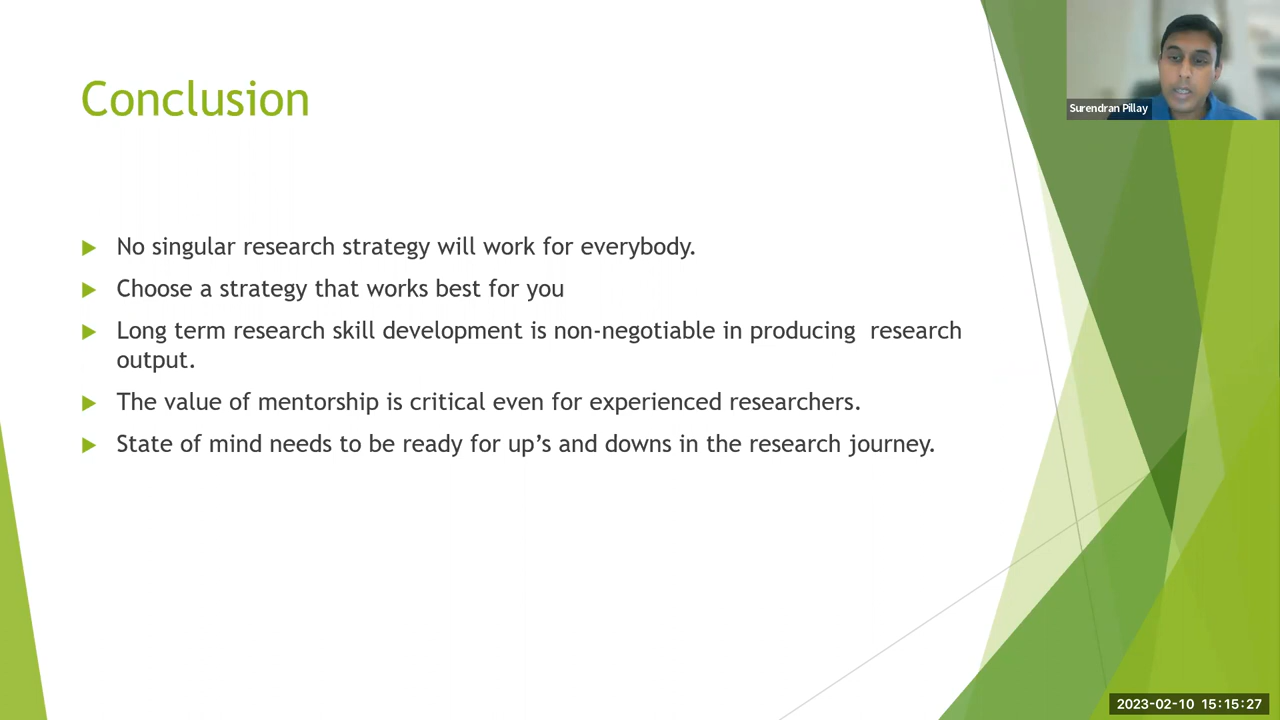 Surendran Pillay
Conclusion
No singular research strategy will work for everybody.
Choose a strategy that works best for you
Long term research skill development is non-negotiable in producing  research
output.
The value of mentorship is critical even for experienced researchers.
State of mind needs to be ready for up’s and downs in the research journey.
2023-02-10 15:15:27